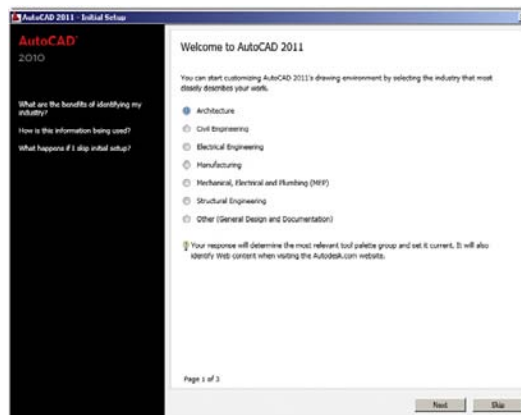 AutoCAD 2011 - Initial Setup
AutoCAD'
2010
What are the benefits of identifying my
industry?
How is this information being used?
What happens if I skip initial setup?
Welcome to AutoCAD 2011
You can start customizing AutoCAD 2011's drawing environment by selecting the industry that most
closely describes your work.
Architecture
Civil Engineering
Electrical Engineering
Manufacturing
Mechanical, Electrical and Plumbing (MEP)
Structural Engineering
Other (General Design and Documentation)
Your response will determine the most relevant tool palette group and set it current. It will also
identify Web content when visiting the Autodesk.com website.
Page 1 of 3
Next
Skip